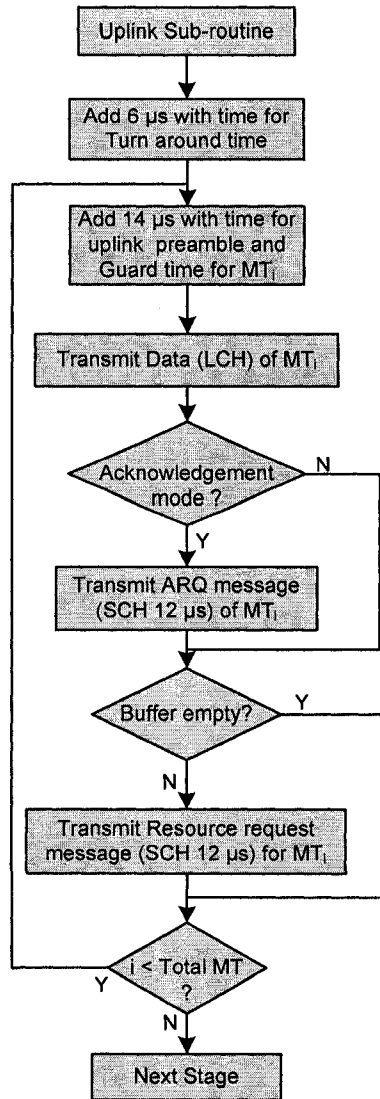 Uplink Sub-routine
Add 6 µs with time for
Turn around time
Add 14 µs with time for
uplink preamble and
Guard time for MTi
Transmit Data (LCH) of MTi
Acknowledgement
mode ?
N
Y
Transmit ARQ message
(SCH 12 µs) of MTi
Buffer empty?
Y
N
Transmit Resource request
message (SCH 12 µs) for MTi
i < Total MT
?
Y
N
Next Stage